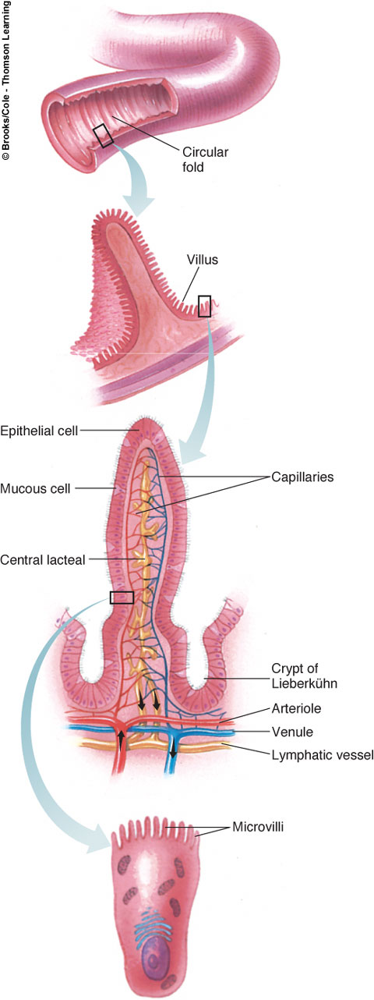 © Brooks/Cole - Thomson Learning
Circular
fold
Villus
Epithelial cell
Capillaries
Mucous cell
Central lacteal
Crypt of
Lieberkühn
Arteriole
Venule
Lymphatic vessel
Microvilli